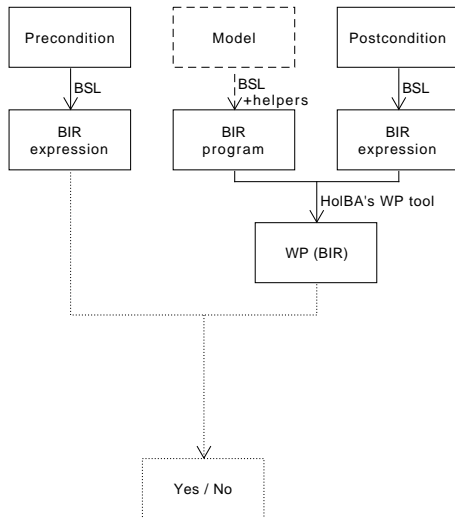 Precondition
Model
Postcondition
BSL
BSL
+helpers
BSL
BIR
expression
BIR
program
BIR
expression
HolBA's WP tool
WP (BIR)
Yes / No